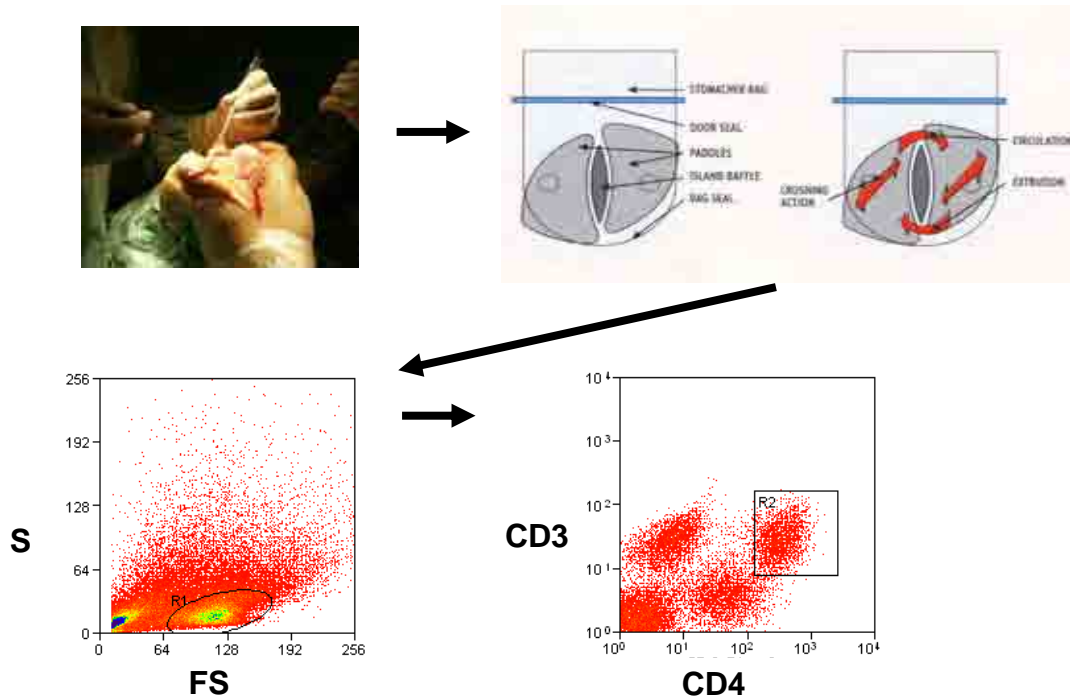 STOMACHER BAG
DOOR SEAL
PADDLES
ISLAND BAFFLE
BAG SEAL
CIRCULATION
CRUSHING
ACTION
EXTRUSION
256
192
128
64
0
S
R1
0 64 128 192 256
FS
10⁴
10³
10²
10¹
10⁰
CD3
R2
10⁰ 10¹ 10² 10³ 10⁴
CD4